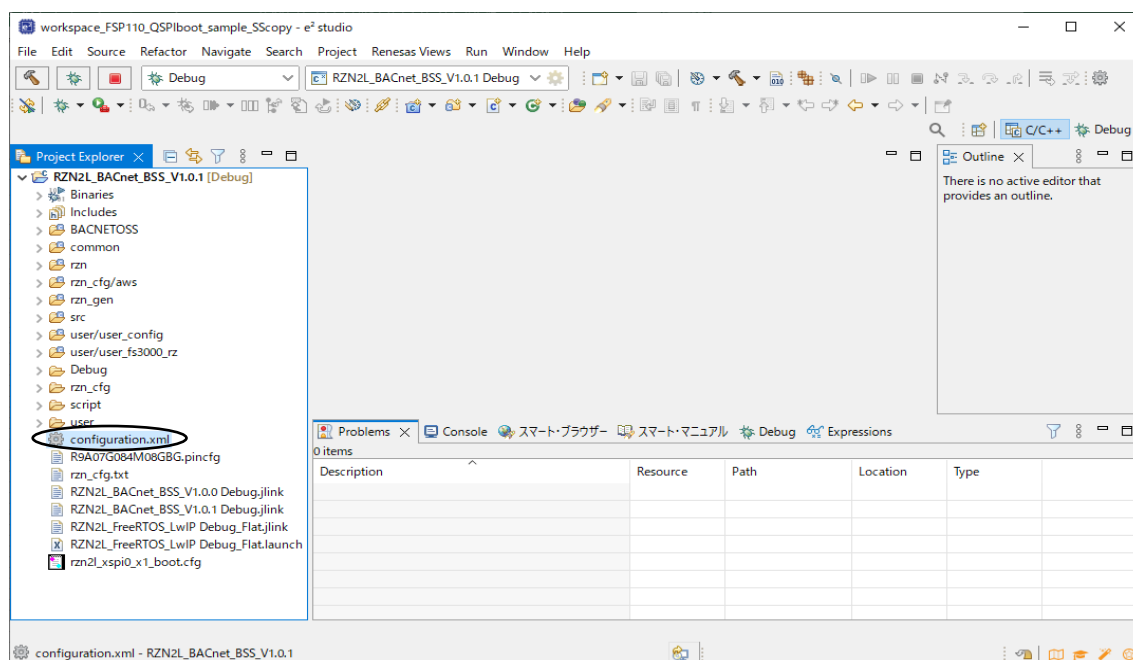 workspace_FSP110_QSPIboot_sample_SScopy - e² studio
File Edit Source Refactor Navigate Search Project Renesas Views Run Window Help
Debug RZN2L_BACnet_BSS_V1.0.1 Debug
C/C++ Debug
Project Explorer
Outline
RZN2L_BACnet_BSS_V1.0.1 [Debug]
There is no active editor that
provides an outline.
Binaries
Includes
BACNETOSS
common
rzn
rzn_cfg/aws
rzn_gen
src
user/user_config
user/user_fs3000_rz
Debug
rzn_cfg
script
user
configuration.xml
R9A07G084M08GBG.pincfg
rzn_cfg.txt
RZN2L_BACnet_BSS_V1.0.0 Debug.jlink
RZN2L_BACnet_BSS_V1.0.1 Debug.jlink
RZN2L_FreeRTOS_LwIP Debug_Flat.jlink
RZN2L_FreeRTOS_LwIP Debug_Flat.launch
rzn2l_xspi0_x1_boot.cfg
Problems Console スマート・ブラウザー スマート・マニュアル Debug Expressions
0 items
Description Resource Path Location Type
configuration.xml - RZN2L_BACnet_BSS_V1.0.1